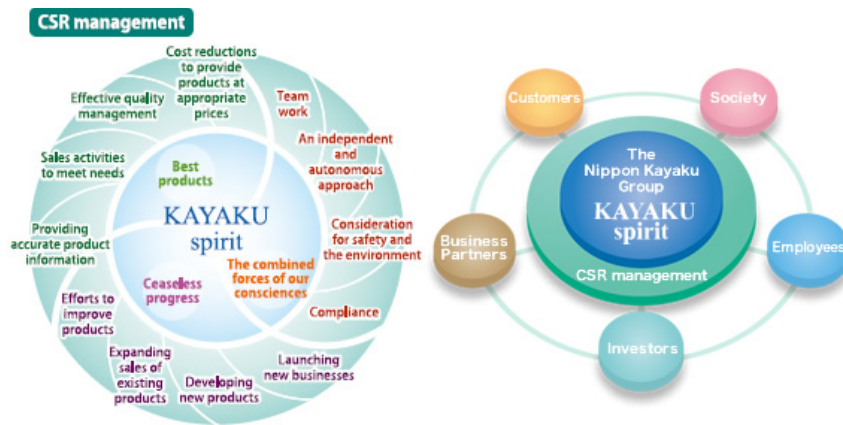 CSR management
Cost reductions
to provide
products at
appropriate
prices
Effective quality
management
Sales activities
to meet needs
Providing
accurate product
information
Team
work
An independent
and
autonomous
approach
Consideration
for safety and
the environment
Compliance
Launching
new businesses
Developing
new products
Expanding
sales of
existing
products
Efforts to
improve
products
Best
products
KAYAKU
spirit
Ceaseless
progress
The combined
forces of our
consciences
Customers
Society
The
Nippon Kayaku
Group
KAYAKU
spirit
CSR management
Business
Partners
Employees
Investors